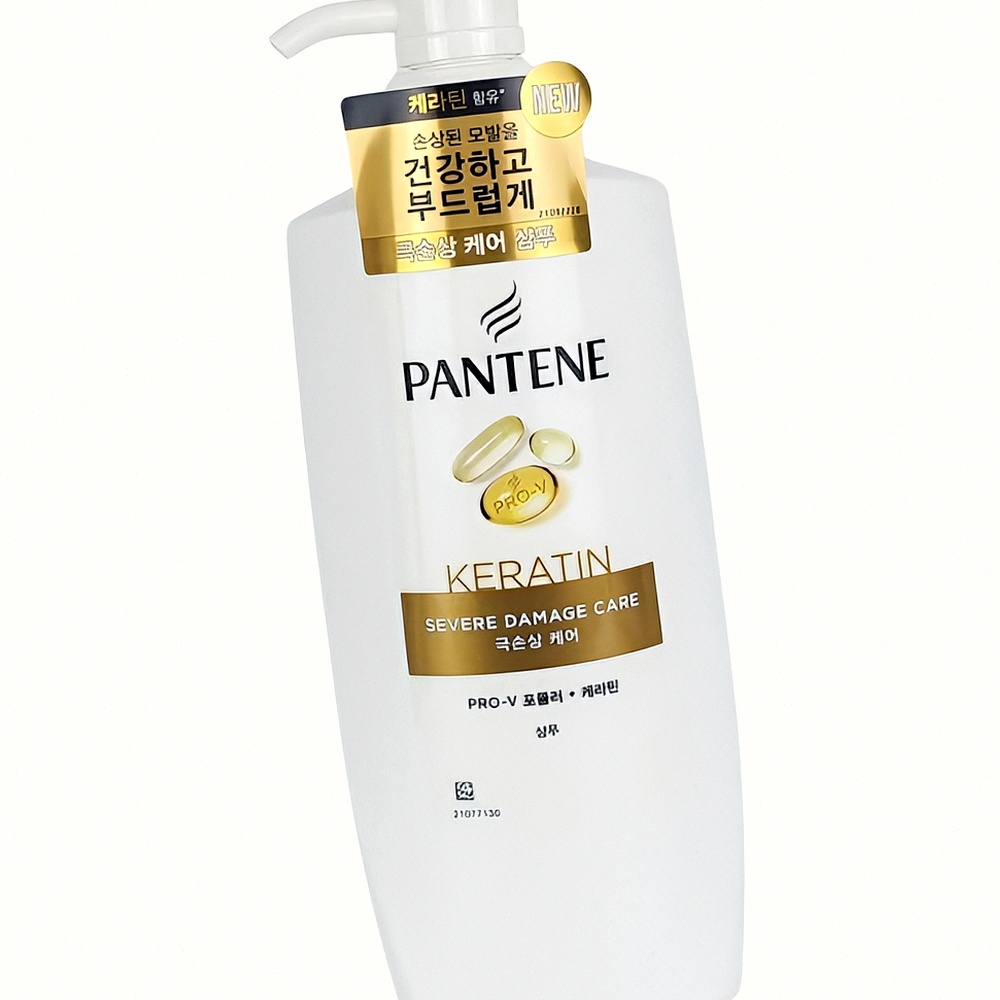 케라틴 함유*
NEW
손상된 모발을
건강하고
부드럽게
극손상 케어 샴푸
PANTENE
PRO-V
KERATIN
SEVERE DAMAGE CARE
극손상 케어
PRO-V 포뮬러 • 케라틴
샴푸